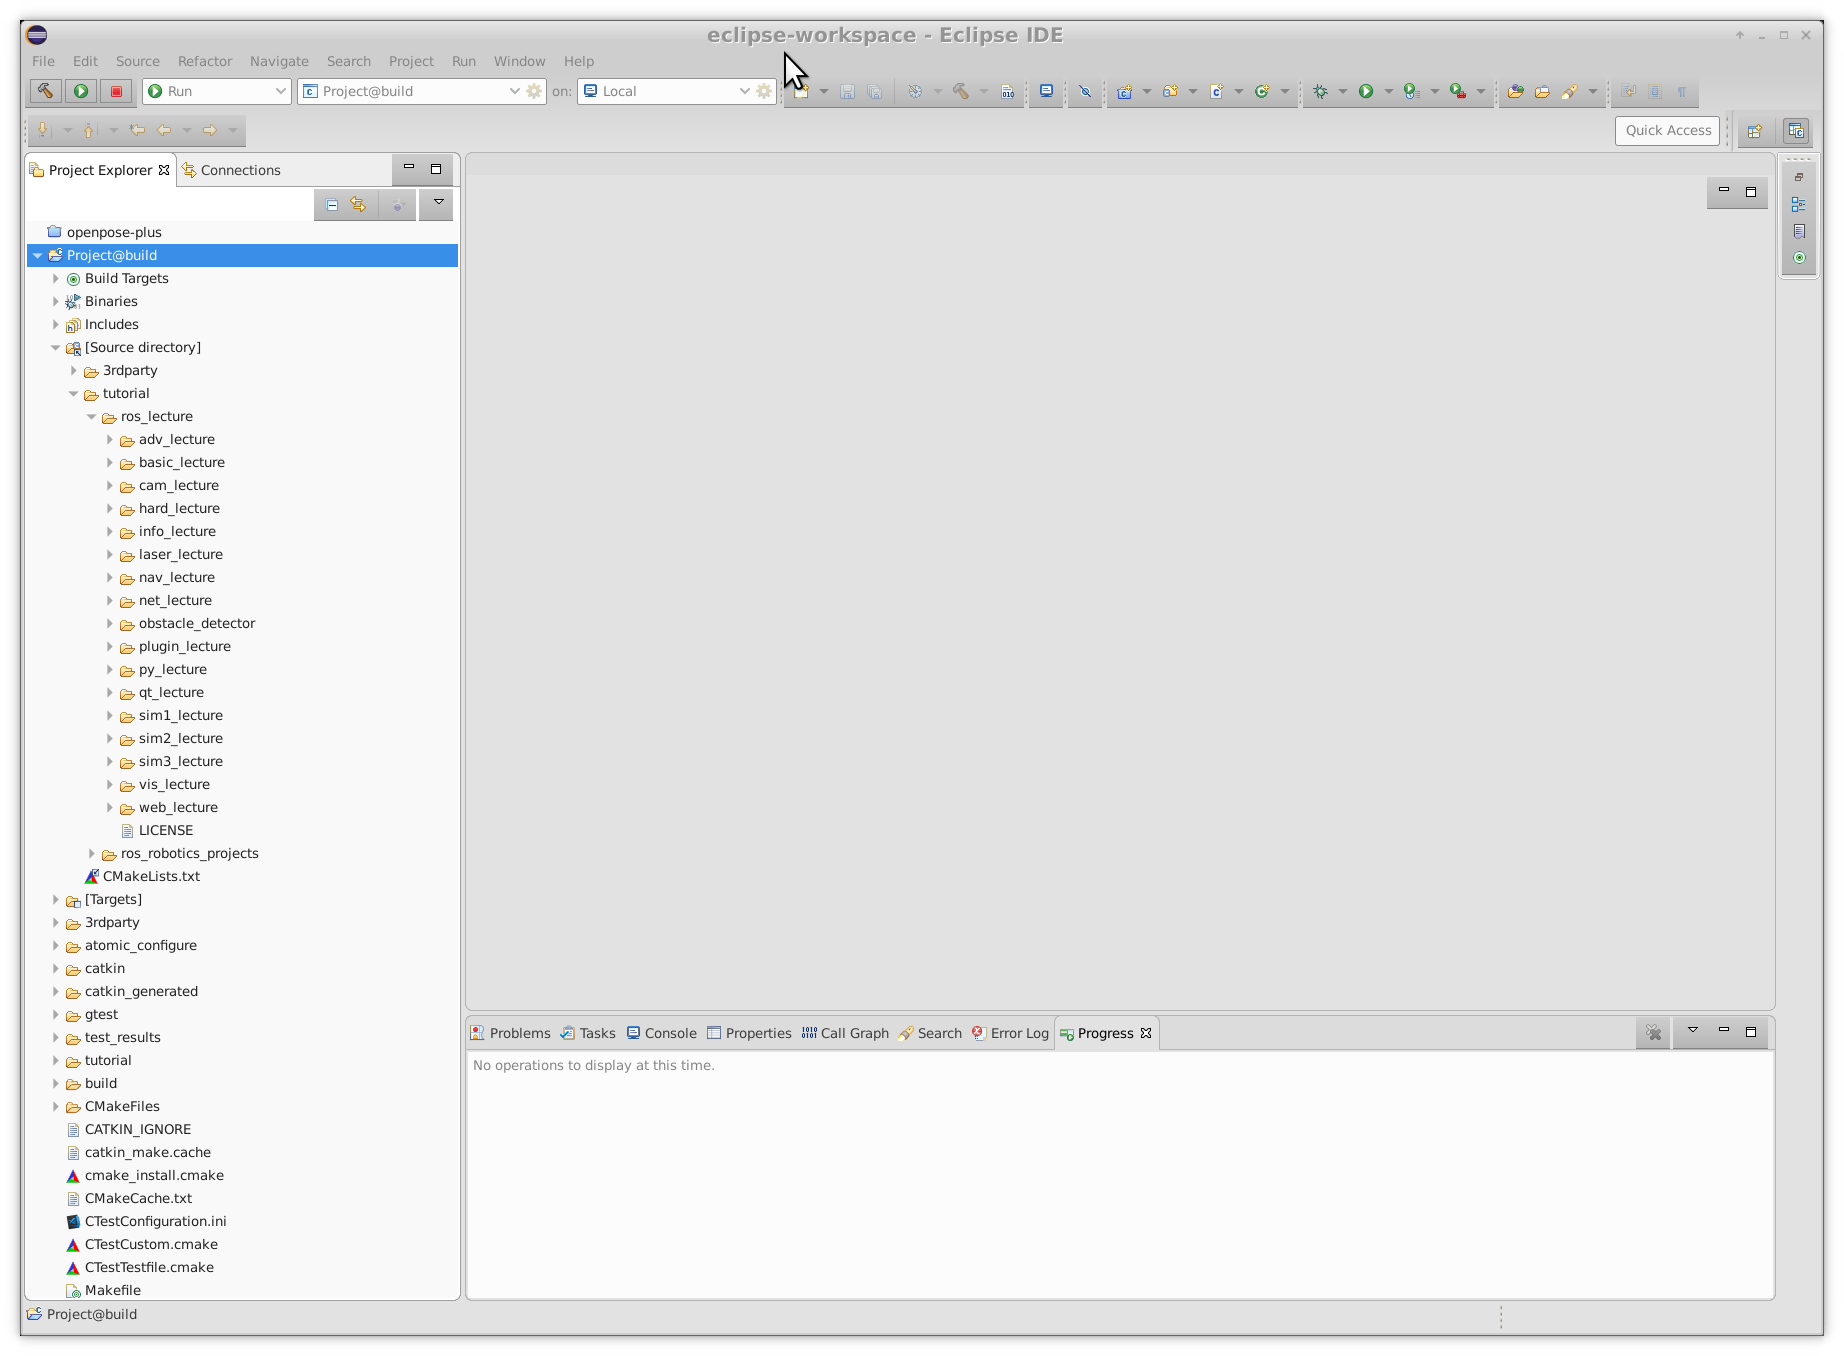 eclipse-workspace - Eclipse IDE
File Edit Source Refactor Navigate Search Project Run Window Help
Run Project@build on: Local
Quick Access
Project Explorer Connections
openpose-plus
Project@build
Build Targets
Binaries
Includes
[Source directory]
3rdparty
tutorial
ros_lecture
adv_lecture
basic_lecture
cam_lecture
hard_lecture
info_lecture
laser_lecture
nav_lecture
net_lecture
obstacle_detector
plugin_lecture
py_lecture
qt_lecture
sim1_lecture
sim2_lecture
sim3_lecture
vis_lecture
web_lecture
LICENSE
ros_robotics_projects
CMakeLists.txt
[Targets]
3rdparty
atomic_configure
catkin
catkin_generated
gtest
test_results
tutorial
build
CMakeFiles
CATKIN_IGNORE
catkin_make.cache
cmake_install.cmake
CMakeCache.txt
CTestConfiguration.ini
CTestCustom.cmake
CTestTestfile.cmake
Makefile
Problems Tasks Console Properties Call Graph Search Error Log Progress
No operations to display at this time.
Project@build